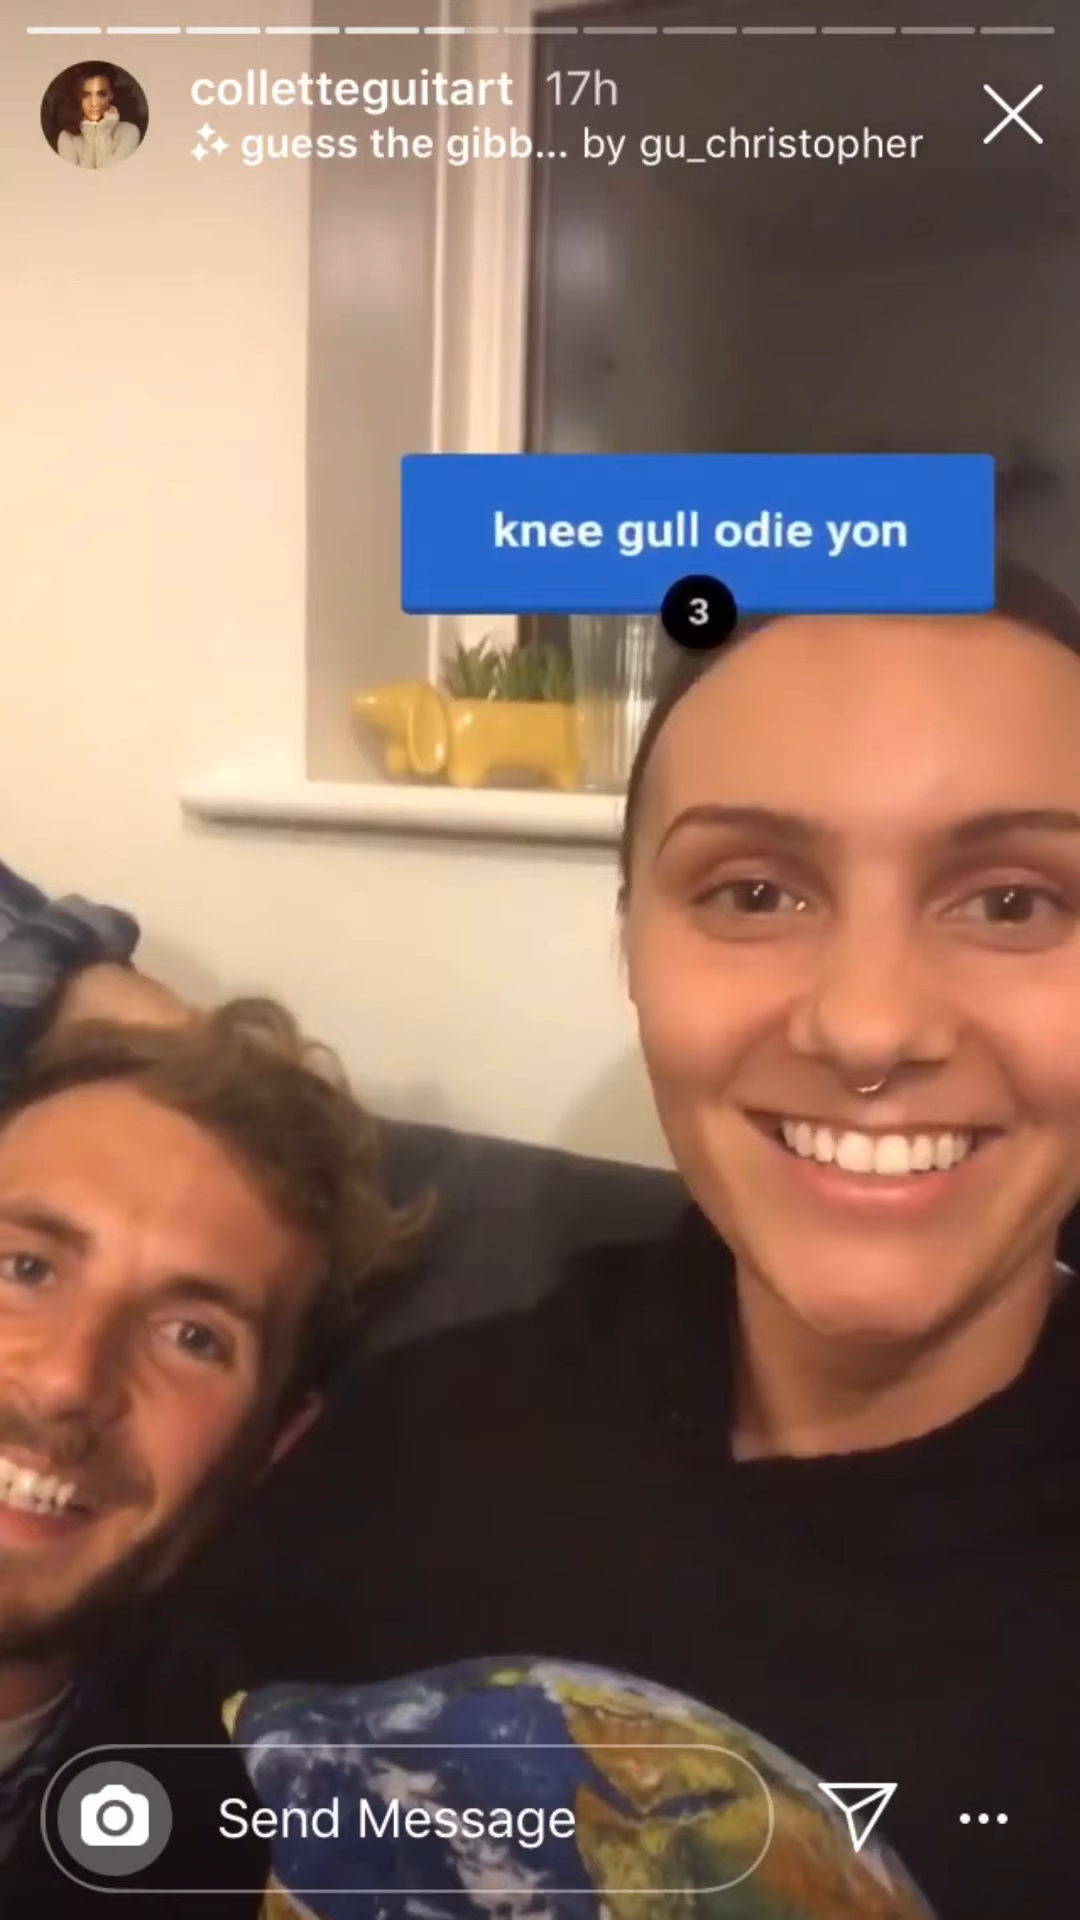 colletteguitart 17h
guess the gibb... by gu_christopher
knee gull odie yon
3
Send Message